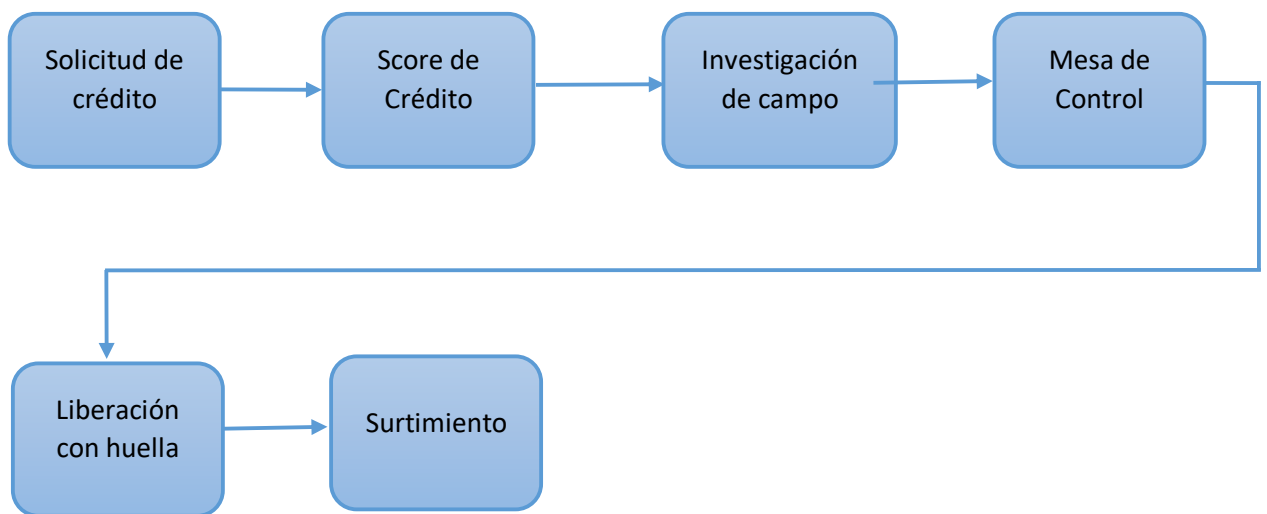 Solicitud de
crédito
Score de
Crédito
Investigación
de campo
Mesa de
Control
Liberación
con huella
Surtimiento